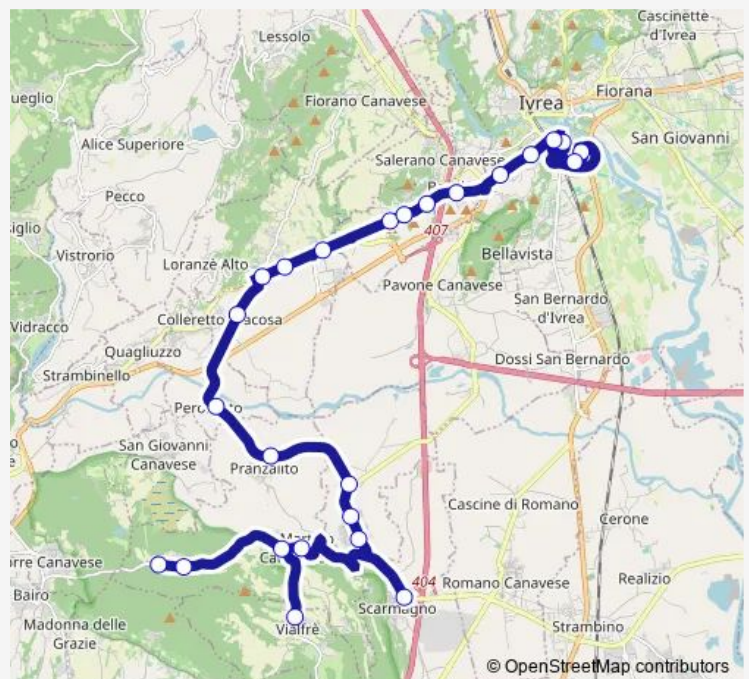 Cascinette
d'Ivrea
Lessolo
ueglio
Fiorano Canavese
Ivrea
Fiorana
Alice Superiore
San Giovanni
Salerano Canavese
Pecco
siglio
407
Vistrorio
Loranzè Alto
Bellavista
Pavone Canavese
San Bernardo
d'Ivrea
Vidracco
Colleretto
Quagliuzzo
Strambinello
Dossi San Bernardo
San Giovanni
Canavese
Pranzalito
Cascine di Romano
Cerone
orre Canavese
404
Romano Canavese
Realizio
Bairo
Scarmagno
Madonna delle
Grazie
Vialfrè
Strambino
© OpenStreetMap contributors